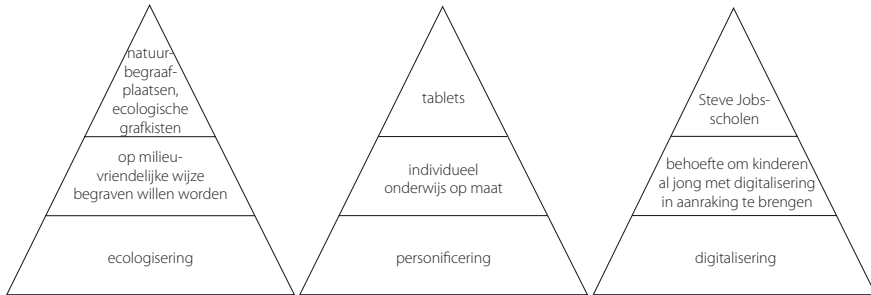 natuur-
begraaf-
plaatsen,
ecologische
grafkisten
op milieu-
vriendelijke wijze
begraven willen worden
ecologisering
tablets
individueel
onderwijs op maat
personificering
Steve Jobs-
scholen
behoefte om kinderen
al jong met digitalisering
in aanraking te brengen
digitalisering